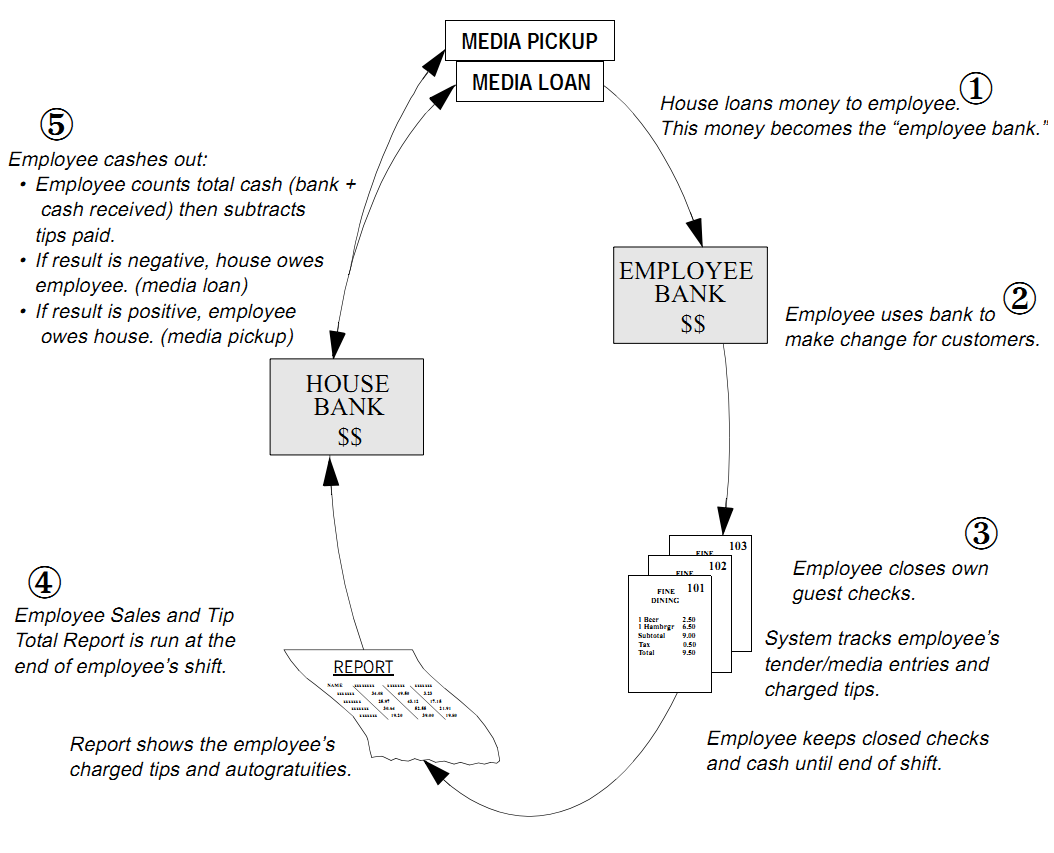 MEDIA PICKUP
MEDIA LOAN
①
House loans money to employee.
This money becomes the “employee bank.”
EMPLOYEE
BANK
$$
②
Employee uses bank to
make change for customers.
③
Employee closes own
guest checks.
System tracks employee’s
tender/media entries and
charged tips.
Employee keeps closed checks
and cash until end of shift.
103
FINE
102
FINE
101
FINE
DINING
1 Beer 2.50
1 Hambrgr 6.50
Subtotal 9.00
Tax 0.50
Total 9.50
④
Employee Sales and Tip
Total Report is run at the
end of employee’s shift.
REPORT
NAME xxxxxxxx xxxxxxx xxxxxx
Report shows the employee’s
charged tips and autogratuities.
HOUSE
BANK
$$
⑤
Employee cashes out:
• Employee counts total cash (bank +
cash received) then subtracts
tips paid.
• If result is negative, house owes
employee. (media loan)
• If result is positive, employee
owes house. (media pickup)